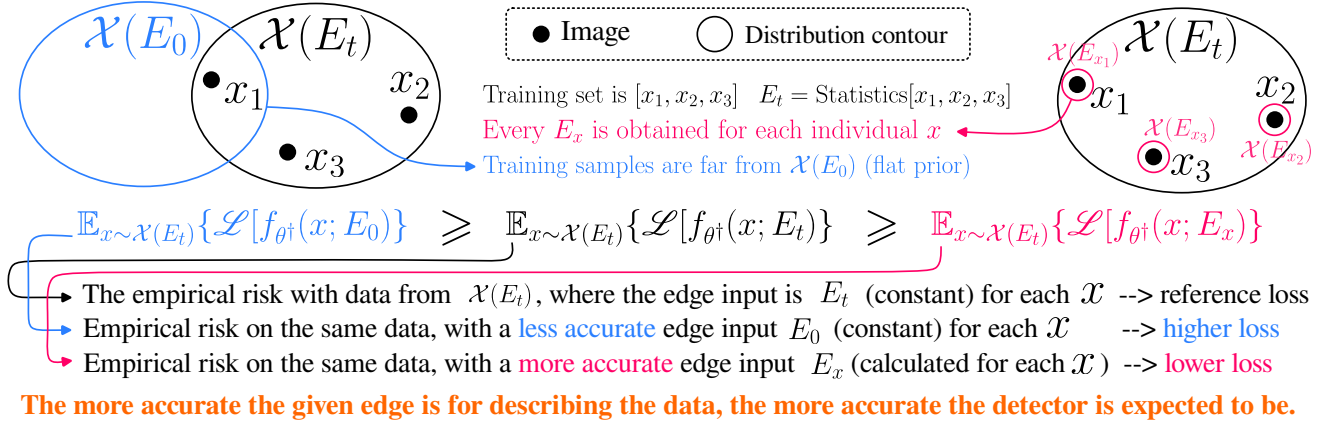 𝒳(E₀) 𝒳(Eₜ)
x₁
x₂
x₃
Image Distribution contour
Training set is [x₁, x₂, x₃] Eₜ = Statistics[x₁, x₂, x₃]
Every Eₓ is obtained for each individual x
Training samples are far from 𝒳(E₀) (flat prior)
𝒳(Eₜ)
𝒳(E_{x₁})
x₁
x₂
𝒳(E_{x₃})
x₃
𝒳(E_{x₂})
𝔼_{x∼𝒳(Eₜ)}{ℒ[f_{θ†}(x; E₀)} ⩾ 𝔼_{x∼𝒳(Eₜ)}{ℒ[f_{θ†}(x; Eₜ)} ⩾ 𝔼_{x∼𝒳(Eₜ)}{ℒ[f_{θ†}(x; Eₓ)}
The empirical risk with data from 𝒳(Eₜ), where the edge input is Eₜ (constant) for each x --> reference loss
Empirical risk on the same data, with a less accurate edge input E₀ (constant) for each x --> higher loss
Empirical risk on the same data, with a more accurate edge input Eₓ (calculated for each x) --> lower loss
The more accurate the given edge is for describing the data, the more accurate the detector is expected to be.